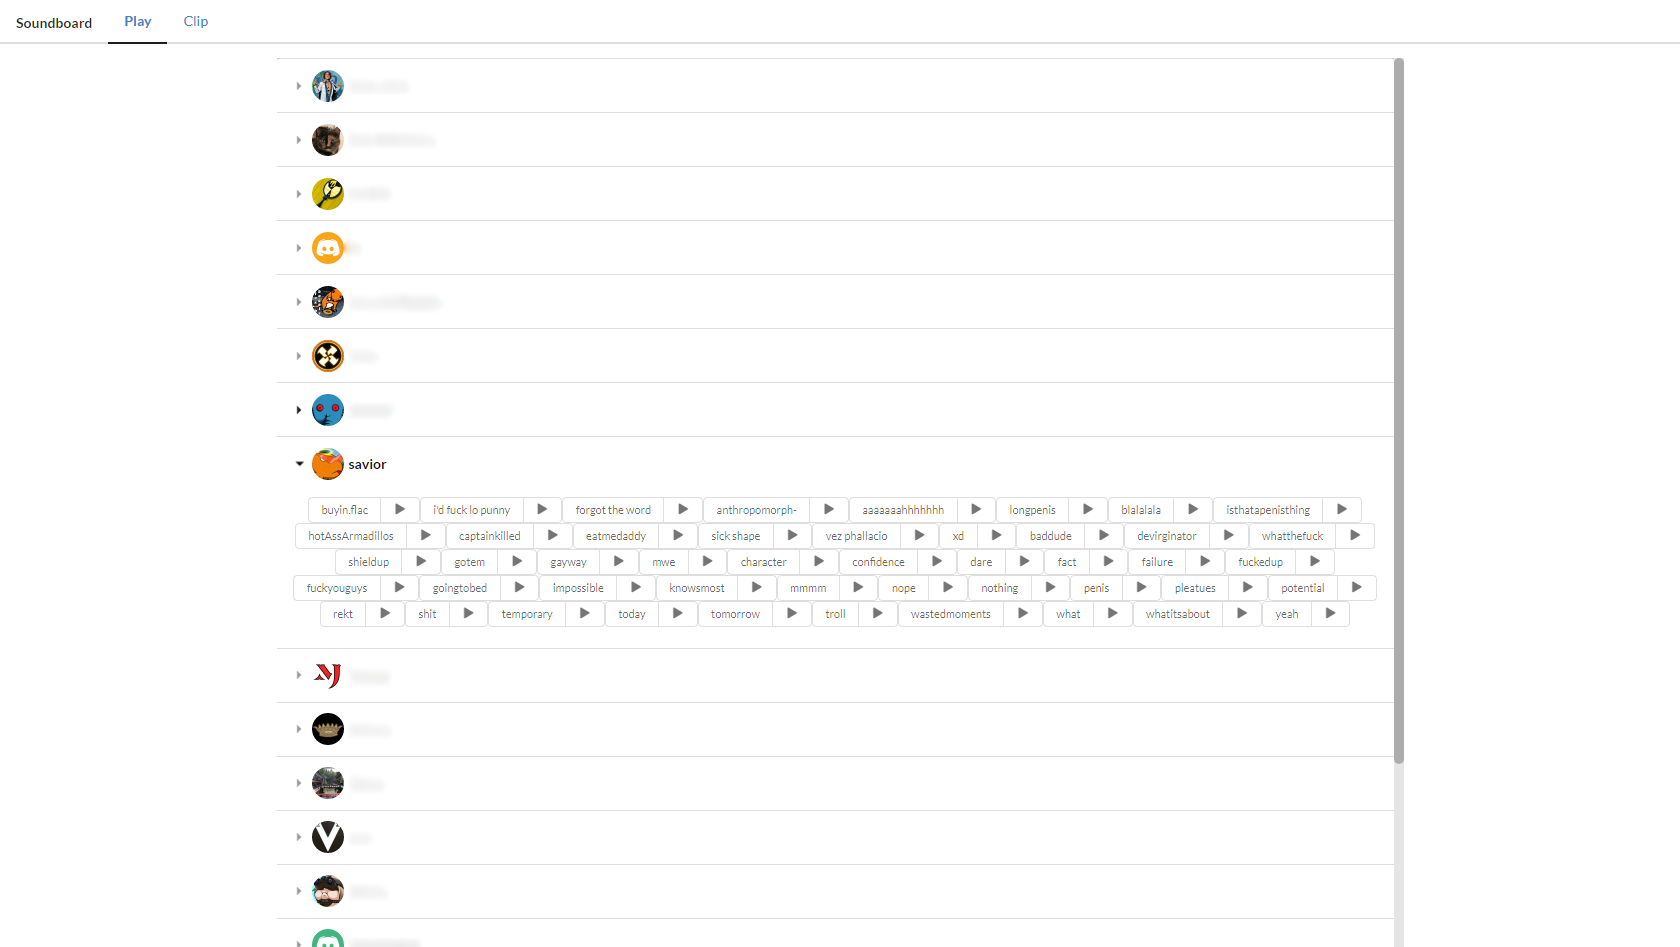 Soundboard Play Clip
savior
buyin.flac i'd fuck lo punny forgot the word anthropomorph- aaaaaaahhhhhhh longpenis blalalala isthatapenisthing
hotAssArmadillos captainkilled eatmedaddy sick shape vez phallacio xd baddude devirginator whatthefuck
shieldup gotem gayway mwe character confidence dare fact failure fuckedup
fuckyouguys goingtobed impossible knowsmost mmmm nope nothing penis pleatues potential
rekt shit temporary today tomorrow troll wastedmoments what whatitsabout yeah